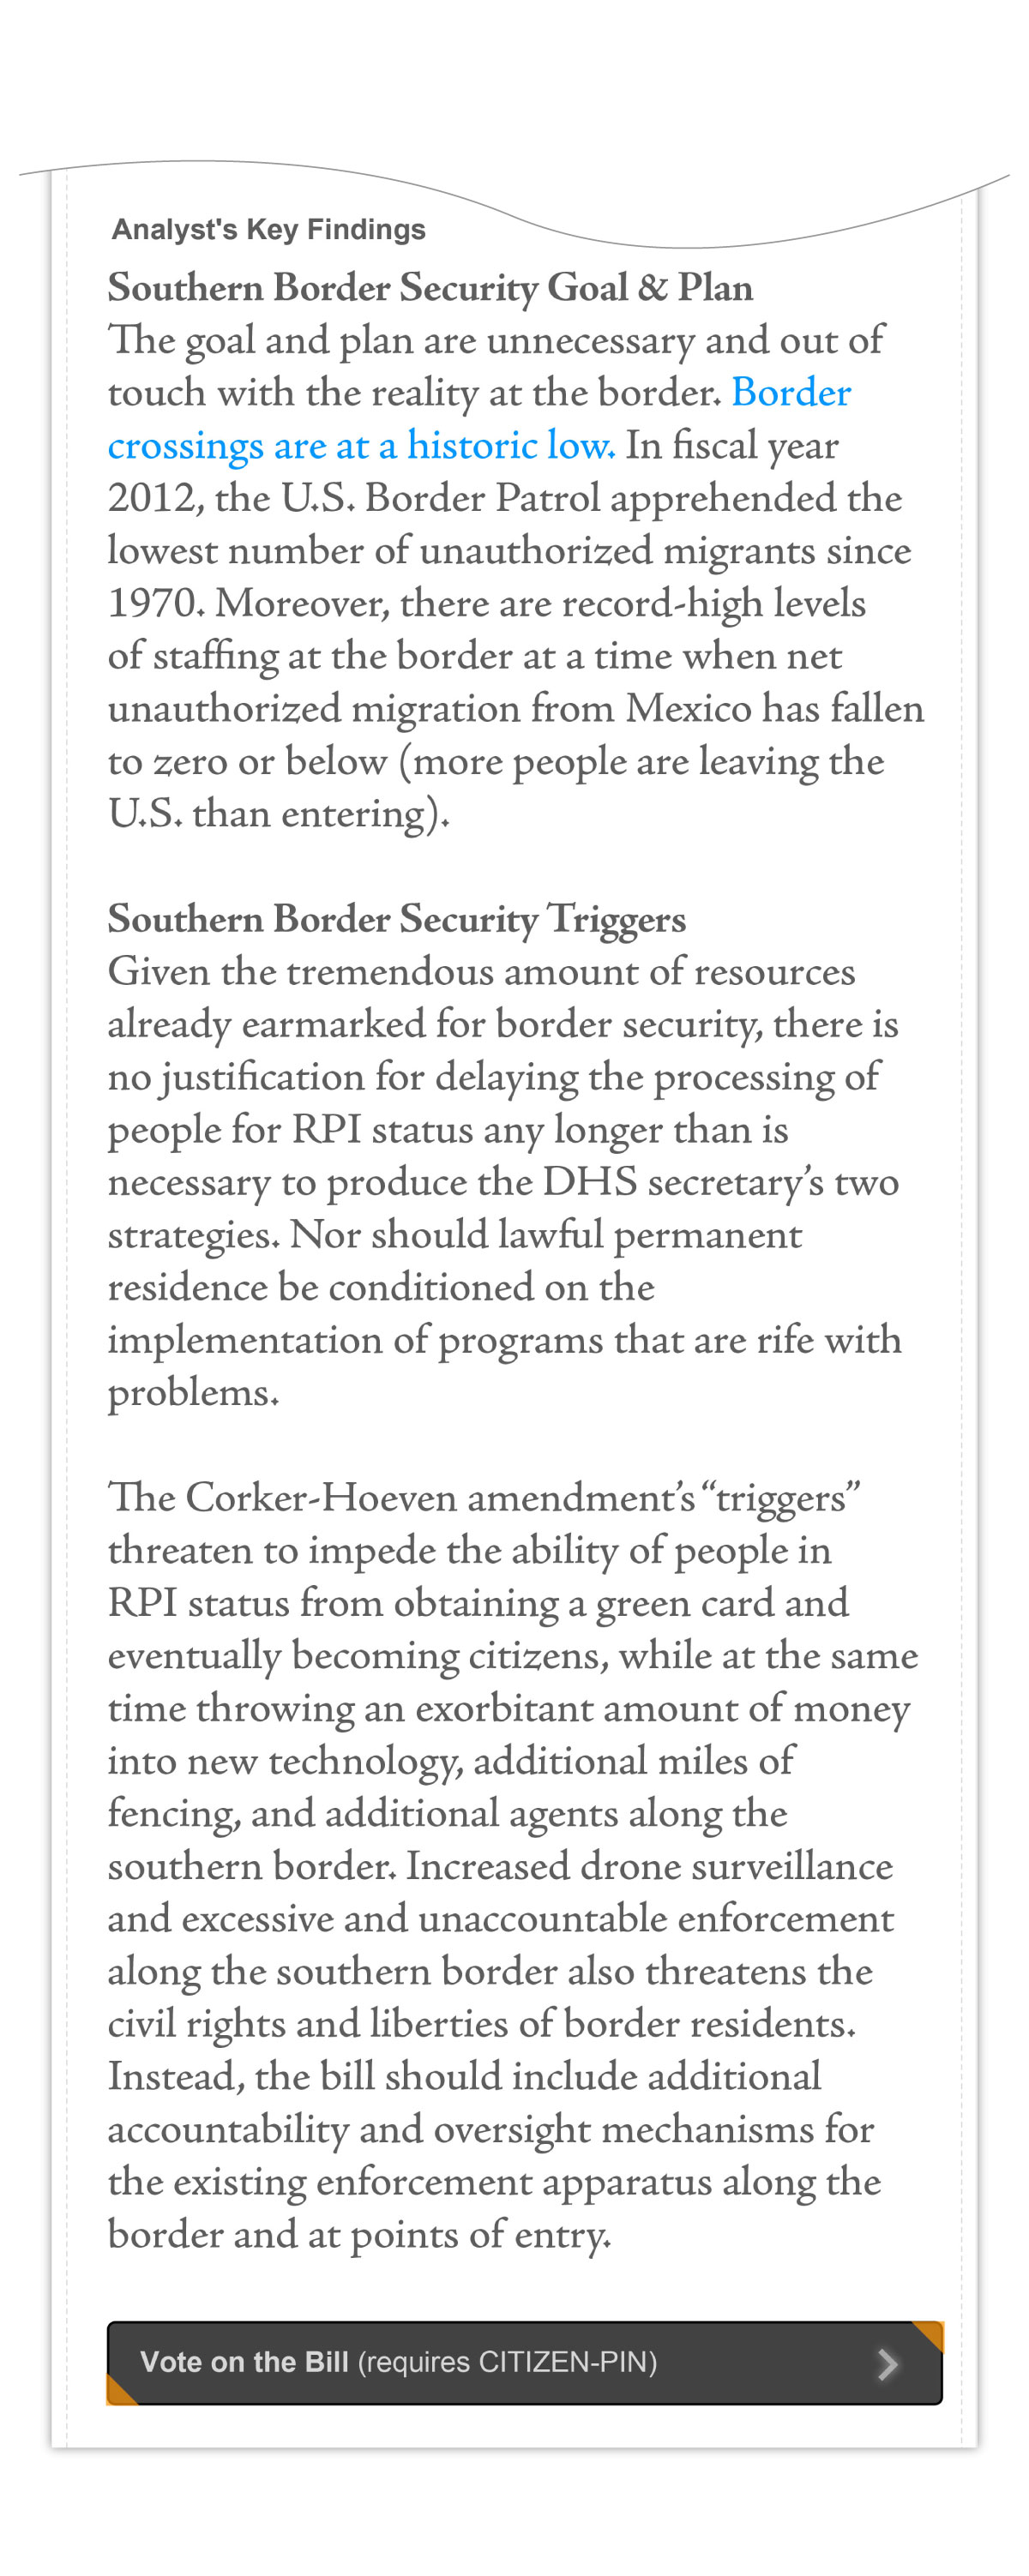 Analyst's Key Findings
Southern Border Security Goal & Plan
The goal and plan are unnecessary and out of
touch with the reality at the border. Border
crossings are at a historic low. In fiscal year
2012, the U.S. Border Patrol apprehended the
lowest number of unauthorized migrants since
1970. Moreover, there are record-high levels
of staffing at the border at a time when net
unauthorized migration from Mexico has fallen
to zero or below (more people are leaving the
U.S. than entering).
Southern Border Security Triggers
Given the tremendous amount of resources
already earmarked for border security, there is
no justification for delaying the processing of
people for RPI status any longer than is
necessary to produce the DHS secretary’s two
strategies. Nor should lawful permanent
residence be conditioned on the
implementation of programs that are rife with
problems.
The Corker-Hoeven amendment’s “triggers”
threaten to impede the ability of people in
RPI status from obtaining a green card and
eventually becoming citizens, while at the same
time throwing an exorbitant amount of money
into new technology, additional miles of
fencing, and additional agents along the
southern border. Increased drone surveillance
and excessive and unaccountable enforcement
along the southern border also threatens the
civil rights and liberties of border residents.
Instead, the bill should include additional
accountability and oversight mechanisms for
the existing enforcement apparatus along the
border and at points of entry.
Vote on the Bill (requires CITIZEN-PIN)